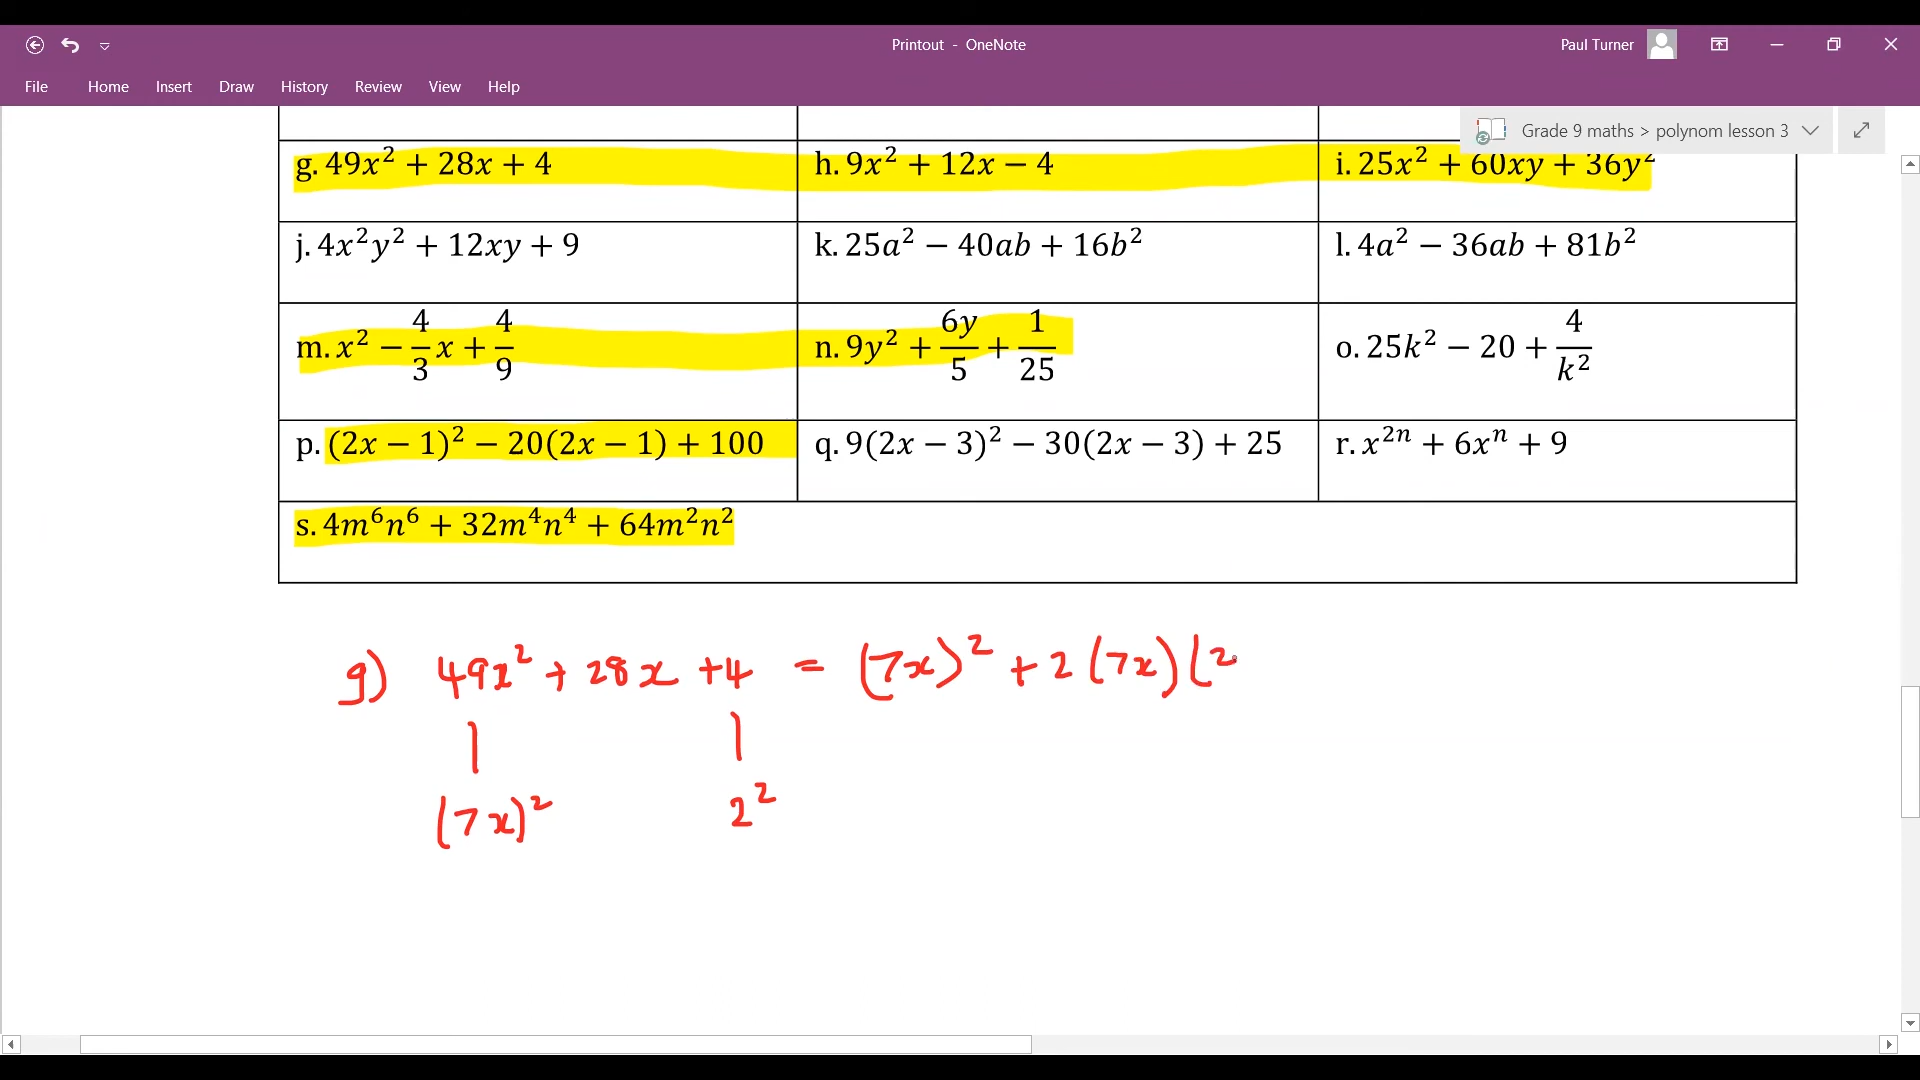 Printout - OneNote
Paul Turner
File Home Insert Draw History Review View Help
Grade 9 maths > polynom lesson 3
g. 49x² + 28x + 4
h. 9x² + 12x − 4
i. 25x² + 60xy + 36y²
j. 4x²y² + 12xy + 9
k. 25a² − 40ab + 16b²
l. 4a² − 36ab + 81b²
m. x² − 4/3 x + 4/9
n. 9y² + 6y/5 + 1/25
o. 25k² − 20 + 4/k²
p. (2x − 1)² − 20(2x − 1) + 100
q. 9(2x − 3)² − 30(2x − 3) + 25
r. x²ⁿ + 6xⁿ + 9
s. 4m⁶n⁶ + 32m⁴n⁴ + 64m²n²
g) 49x² + 28x + 4 = (7x)² + 2(7x)(2
(7x)² 2²